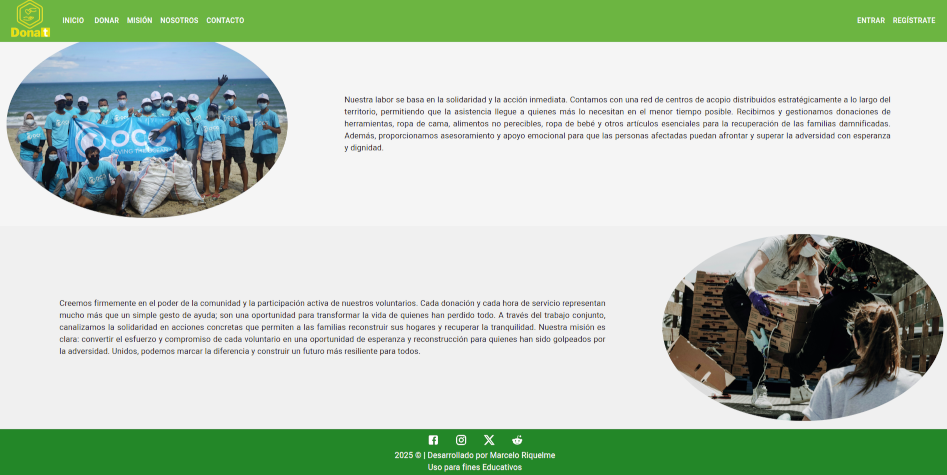 INICIO DONAR MISIÓN NOSOTROS CONTACTO ENTRAR REGÍSTRATE
Donat
Nuestra labor se basa en la solidaridad y la acción inmediata. Contamos con una red de centros de acopio distribuidos estratégicamente a lo largo del
territorio, permitiendo que la asistencia llegue a quienes más lo necesitan en el menor tiempo posible. Recibimos y gestionamos donaciones de
herramientas, ropa de cama, alimentos no perecibles, ropa de bebé y otros artículos esenciales para la recuperación de las familias damnificadas.
Además, proporcionamos asesoramiento y apoyo emocional para que las personas afectadas puedan afrontar y superar la adversidad con esperanza
y dignidad.
Creemos firmemente en el poder de la comunidad y la participación activa de nuestros voluntarios. Cada donación y cada hora de servicio representan
mucho más que un simple gesto de ayuda; son una oportunidad para transformar la vida de quienes han perdido todo. A través del trabajo conjunto,
canalizamos la solidaridad en acciones concretas que permiten a las familias reconstruir sus hogares y recuperar la tranquilidad. Nuestra misión es
clara: convertir el esfuerzo y compromiso de cada voluntario en una oportunidad de esperanza y reconstrucción para quienes han sido golpeados por
la adversidad. Unidos, podemos marcar la diferencia y construir un futuro más resiliente para todos.
2025 © | Desarrollado por Marcelo Riquelme
Uso para fines Educativos